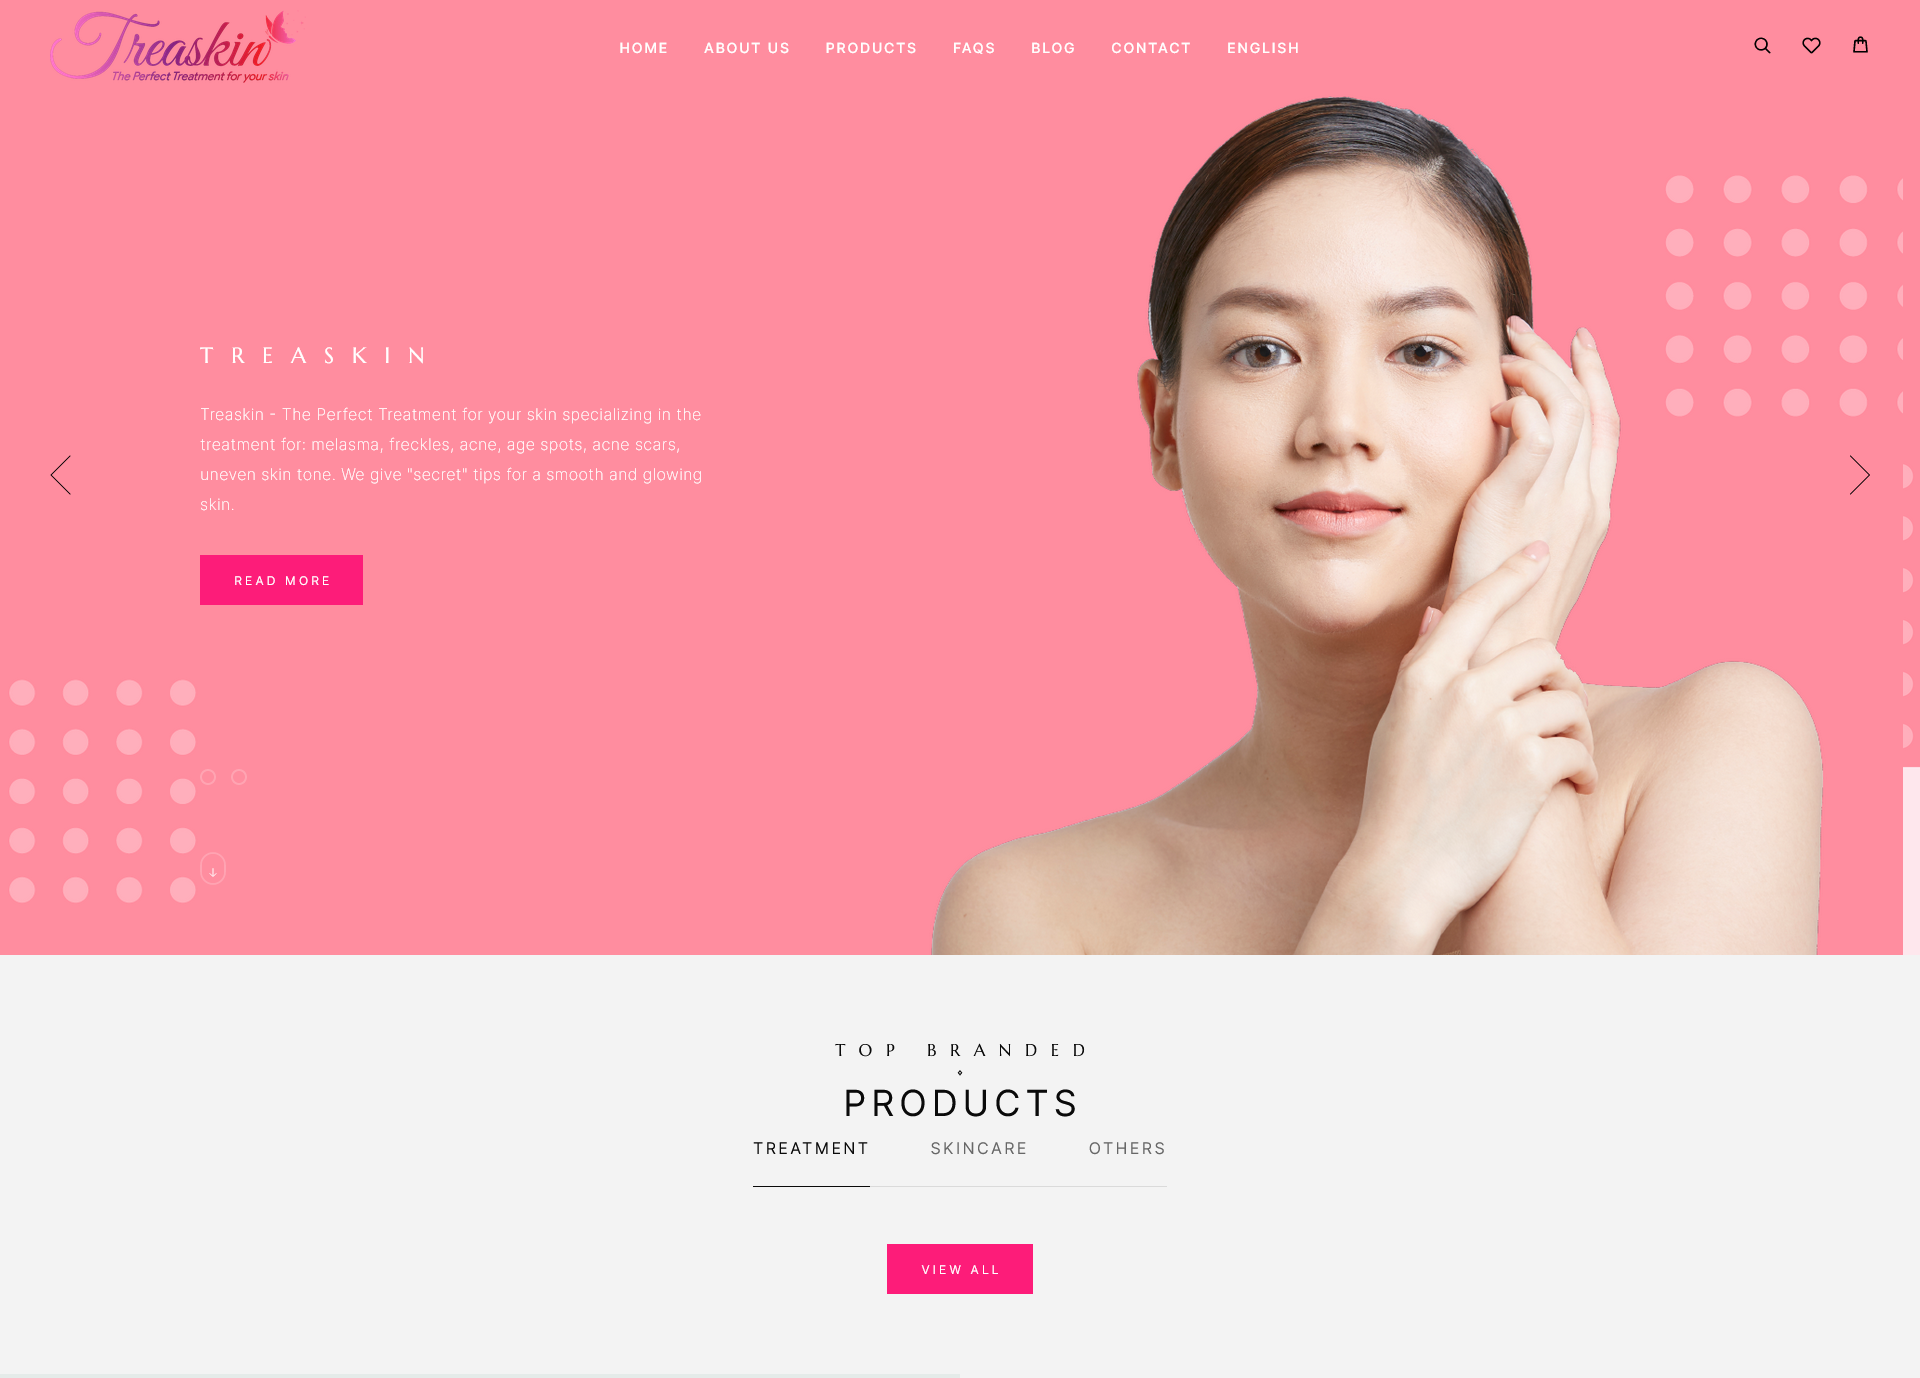 Treaskin
The Perfect Treatment for your skin
HOME ABOUT US PRODUCTS FAQS BLOG CONTACT ENGLISH
TREASKIN
Treaskin - The Perfect Treatment for your skin specializing in the
treatment for: melasma, freckles, acne, age spots, acne scars,
uneven skin tone. We give "secret" tips for a smooth and glowing
skin.
READ MORE
TOP BRANDED
PRODUCTS
TREATMENT SKINCARE OTHERS
VIEW ALL